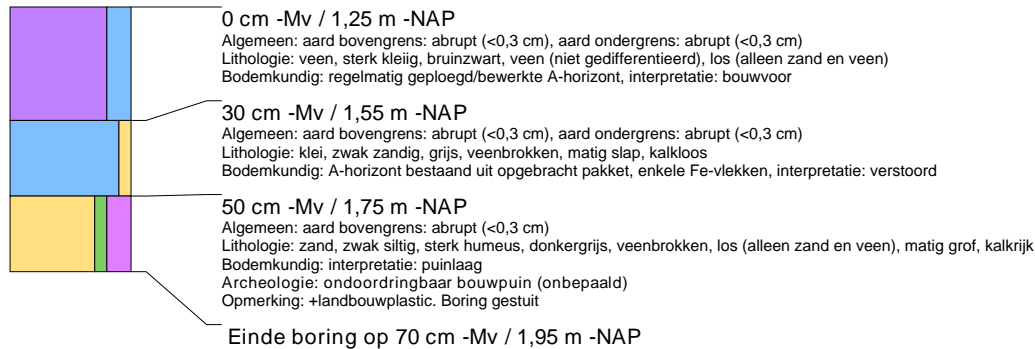 0 cm -Mv / 1,25 m -NAP
Algemeen: aard bovengrens: abrupt (<0,3 cm), aard ondergrens: abrupt (<0,3 cm)
Lithologie: veen, sterk kleiig, bruinzwart, veen (niet gedifferentieerd), los (alleen zand en veen)
Bodemkundig: regelmatig geploegd/bewerkte A-horizont, interpretatie: bouwvoor
30 cm -Mv / 1,55 m -NAP
Algemeen: aard bovengrens: abrupt (<0,3 cm), aard ondergrens: abrupt (<0,3 cm)
Lithologie: klei, zwak zandig, grijs, veenbrokken, matig slap, kalkloos
Bodemkundig: A-horizont bestaand uit opgebracht pakket, enkele Fe-vlekken, interpretatie: verstoord
50 cm -Mv / 1,75 m -NAP
Algemeen: aard bovengrens: abrupt (<0,3 cm)
Lithologie: zand, zwak siltig, sterk humeus, donkergrijs, veenbrokken, los (alleen zand en veen), matig grof, kalkrijk
Bodemkundig: interpretatie: puinlaag
Archeologie: ondoordringbaar bouwpuin (onbepaald)
Opmerking: +landbouwplastic. Boring gestuit
Einde boring op 70 cm -Mv / 1,95 m -NAP